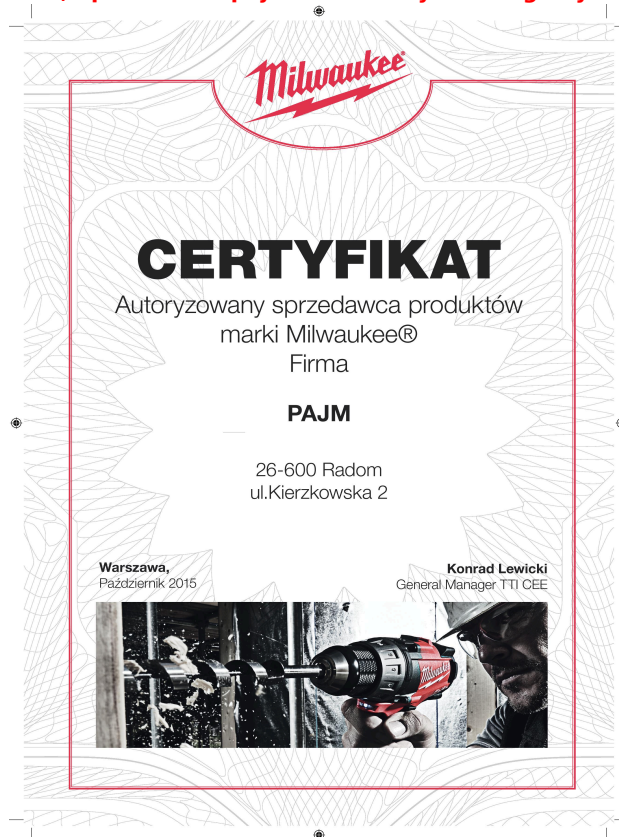 Milwaukee®
CERTYFIKAT
Autoryzowany sprzedawca produktów
marki Milwaukee®
Firma
PAJM
26-600 Radom
ul.Kierzkowska 2
Warszawa,
Październik 2015
Konrad Lewicki
General Manager TTI CEE
Milwaukee